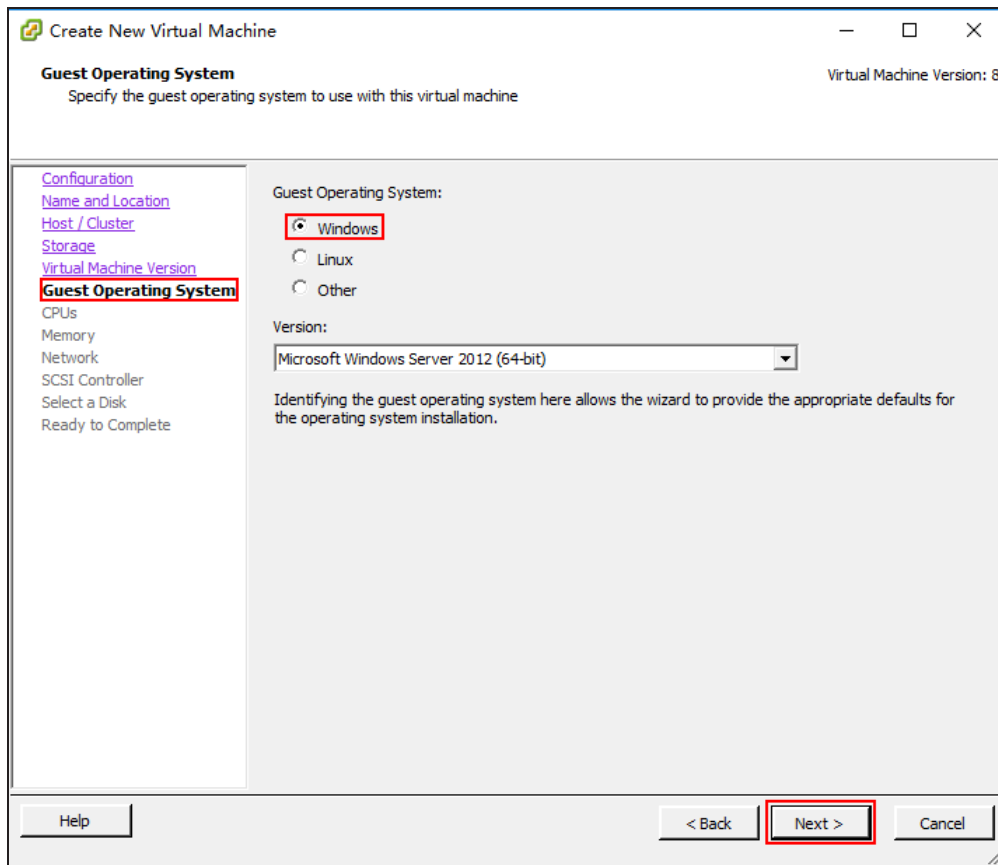 Create New Virtual Machine
Guest Operating System
Virtual Machine Version: 8
Specify the guest operating system to use with this virtual machine
Configuration
Name and Location
Host / Cluster
Storage
Virtual Machine Version
Guest Operating System
CPUs
Memory
Network
SCSI Controller
Select a Disk
Ready to Complete
Guest Operating System:
Windows
Linux
Other
Version:
Microsoft Windows Server 2012 (64-bit)
Identifying the guest operating system here allows the wizard to provide the appropriate defaults for
the operating system installation.
Help
< Back
Next >
Cancel